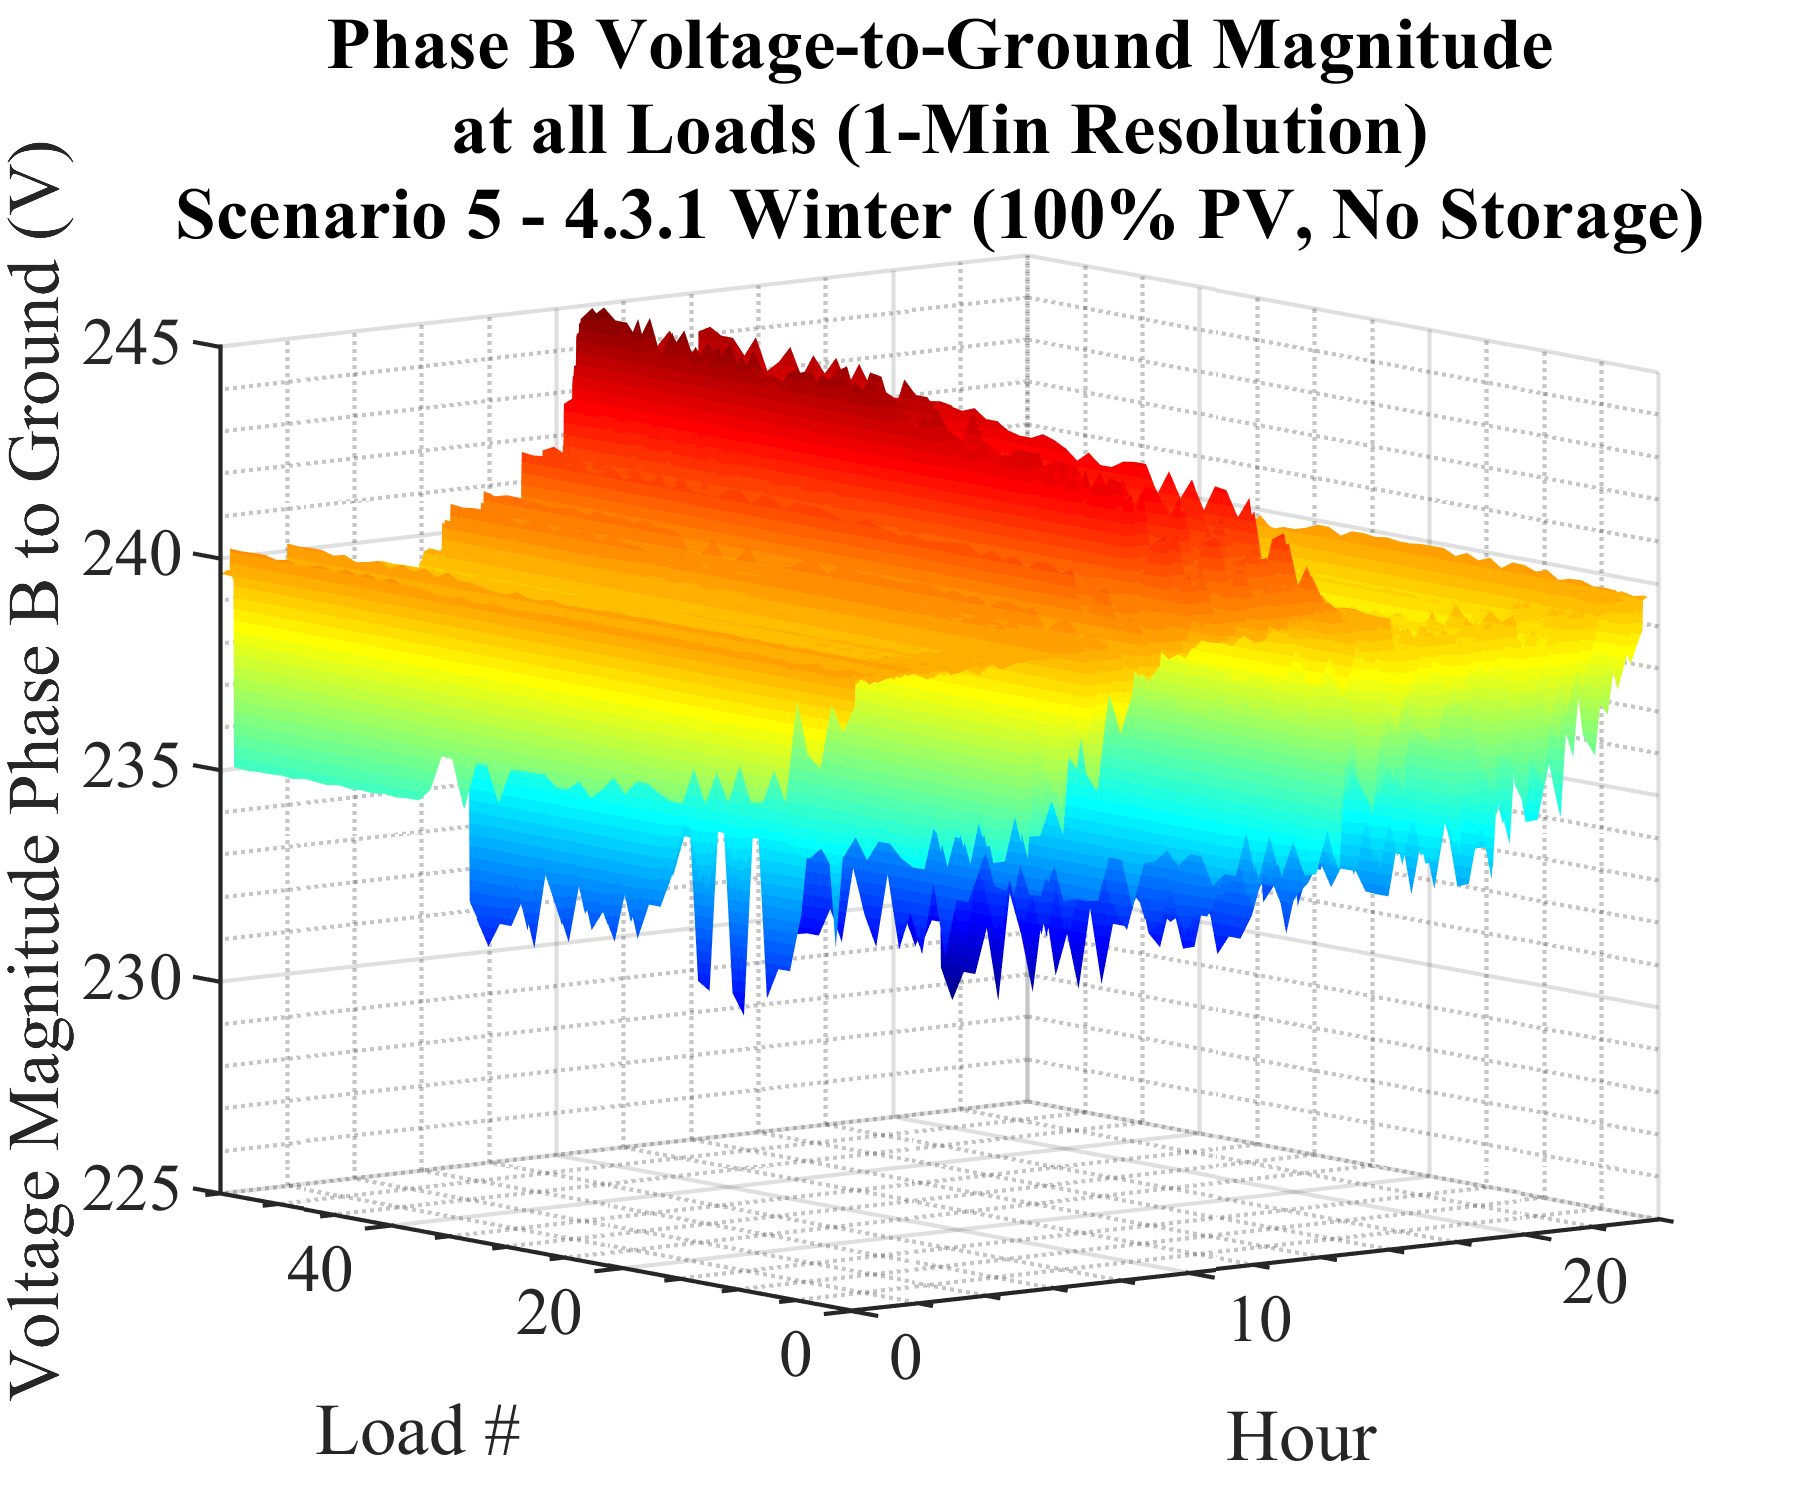 Phase B Voltage-to-Ground Magnitude
at all Loads (1-Min Resolution)
Scenario 5 - 4.3.1 Winter (100% PV, No Storage)
Voltage Magnitude Phase B to Ground (V)
245
240
235
230
225
40
20
0
0
10
20
Load #
Hour